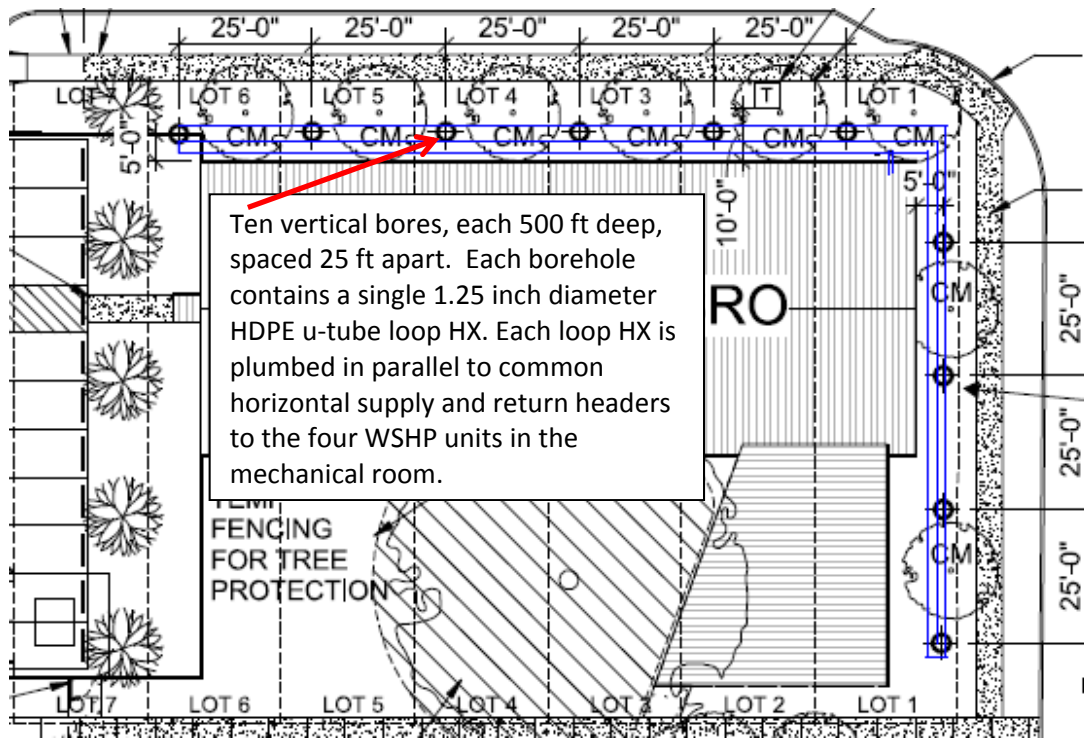 25'-0" 25'-0" 25'-0" 25'-0" 25'-0"
LOT 7 LOT 6 LOT 5 LOT 4 LOT 3 T LOT 1
CM CM CM CM CM CM
5'-0"
5'-0"
10'-0"
Ten vertical bores, each 500 ft deep,
spaced 25 ft apart. Each borehole
contains a single 1.25 inch diameter
HDPE u-tube loop HX. Each loop HX is
plumbed in parallel to common
horizontal supply and return headers
to the four WSHP units in the
mechanical room.
RO
CM
25'-0"
25'-0"
25'-0"
CM
FENCING
FOR TREE
PROTECTION
LOT 7 LOT 6 LOT 5 LOT 4 LOT 3 LOT 2 LOT 1